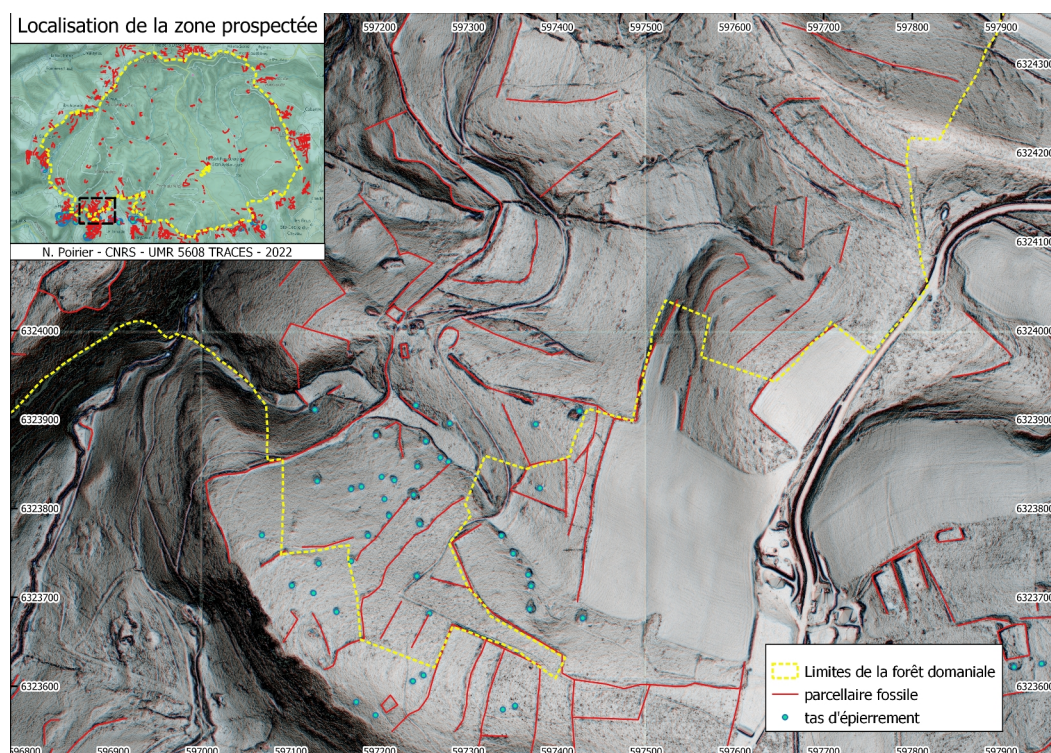 Localisation de la zone prospectée
N. Poirier - CNRS - UMR 5608 TRACES - 2022
597200 597300 597400 597500 597600 597700 597800 597900
6324300
6324200
6324100
6324000 6324000
6323900 6323900
6323800 6323800
6323700 6323700
6323600 6323600
Limites de la forêt domaniale
parcellaire fossile
tas d'épierrement
596800 596900 597000 597100 597200 597300 597400 597500 597600 597700 597800 597900